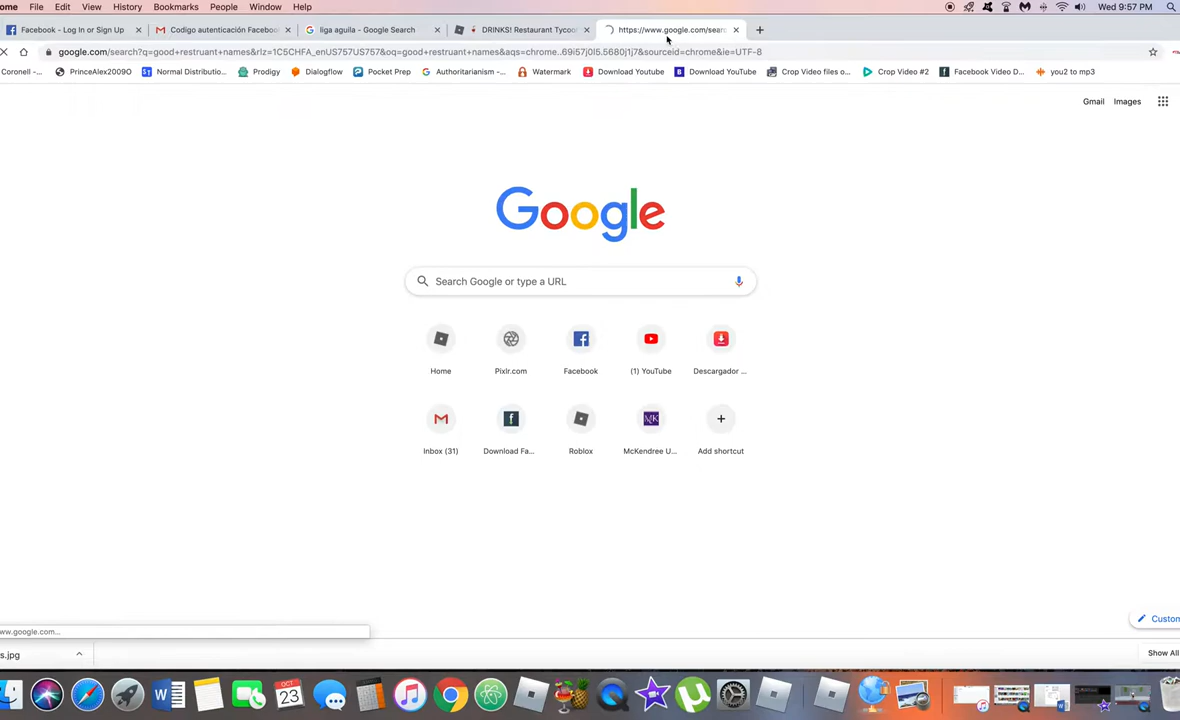 ome File Edit View History Bookmarks People Window Help Wed 9:57 PM
Facebook - Log In or Sign Up Codigo autenticación Faceboo liga aguila - Google Search DRINKS! Restaurant Tycoon https://www.google.com/sear
google.com/search?q=good+restruant+names&rlz=1C5CHFA_enUS757US757&oq=good+restruant+names&aqs=chrome..69i57j0l5.5680j1j7&sourceid=chrome&ie=UTF-8
Coronell -... PrinceAlex2009O Normal Distributio... Prodigy Dialogflow Pocket Prep Authoritarianism -... Watermark Download Youtube Download YouTube Crop Video files o... Crop Video #2 Facebook Video D... you2 to mp3
Gmail Images
Google
Search Google or type a URL
Home Pixlr.com Facebook (1) YouTube Descargador ...
Inbox (31) Download Fa... Roblox McKendree U... Add shortcut
Custom
ww.google.com...
s.jpg Show All
OCT
23